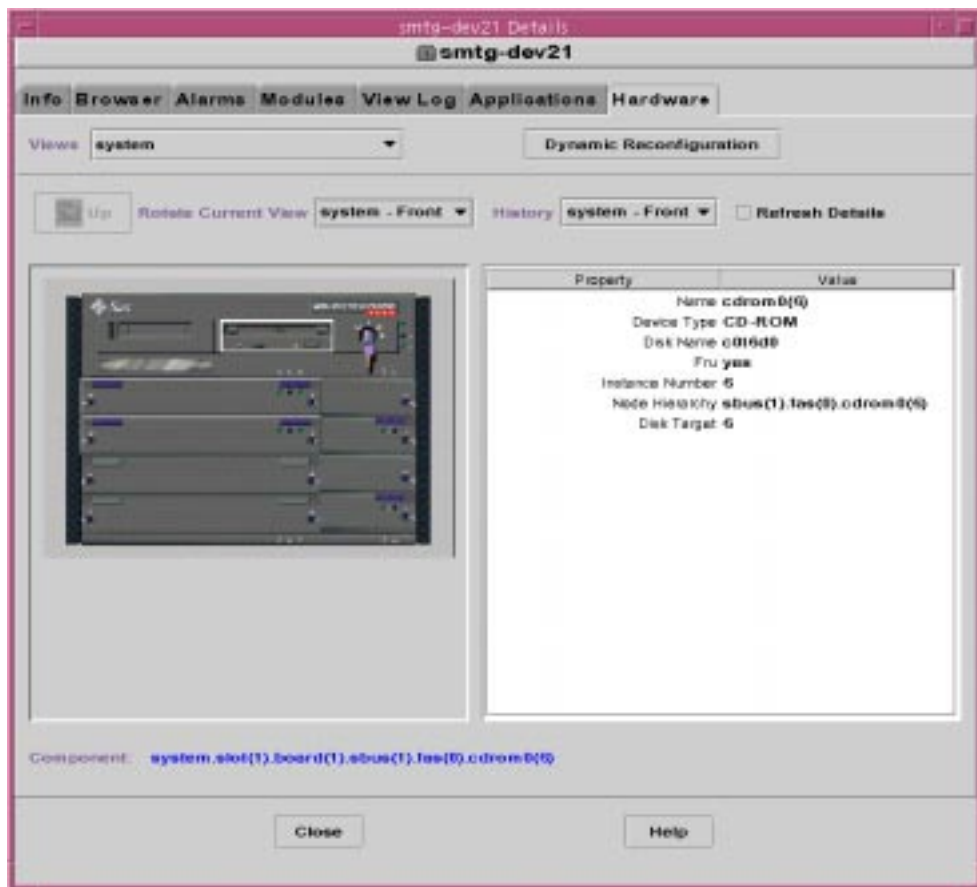 smtg-dev21 Details
smtg-dev21
Info Browser Alarms Modules View Log Applications Hardware
Views system Dynamic Reconfiguration
Up Rotate Current View system - Front History system - Front Refresh Details
Property Value
Name cdrom0(6)
Device Type CD-ROM
Disk Name c0t6d0
Fru yes
Instance Number 6
Node Hierarchy sbus(1).fas(0).cdrom0(6)
Disk Target 6
Sun
Component: system.slot(1).board(1).sbus(1).fas(0).cdrom0(6)
Close Help